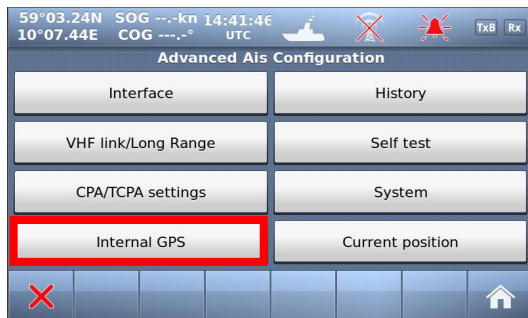 59°03.24N SOG --.-kn 14:41:46
10°07.44E COG ---.-° UTC
TxB Rx
Advanced Ais Configuration
Interface
History
VHF link/Long Range
Self test
CPA/TCPA settings
System
Internal GPS
Current position